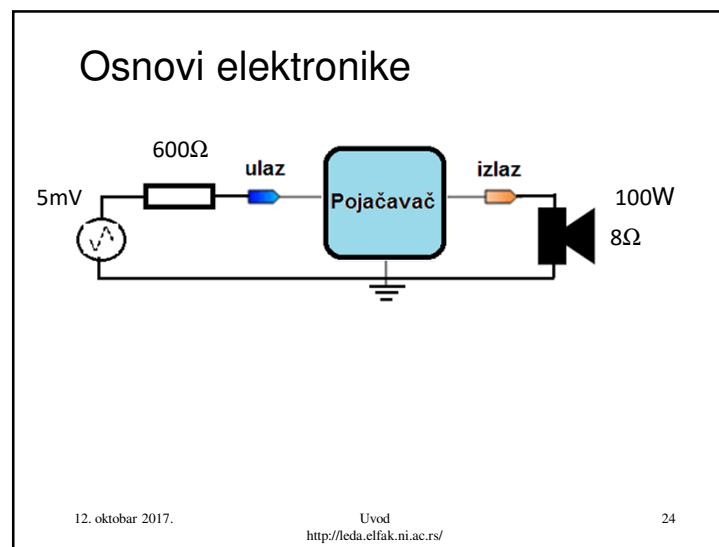 Osnovi elektronike
600Ω
ulaz
izlaz
5mV
Pojačavač
100W
8Ω
12. oktobar 2017.
Uvod
http://leda.elfak.ni.ac.rs/
24